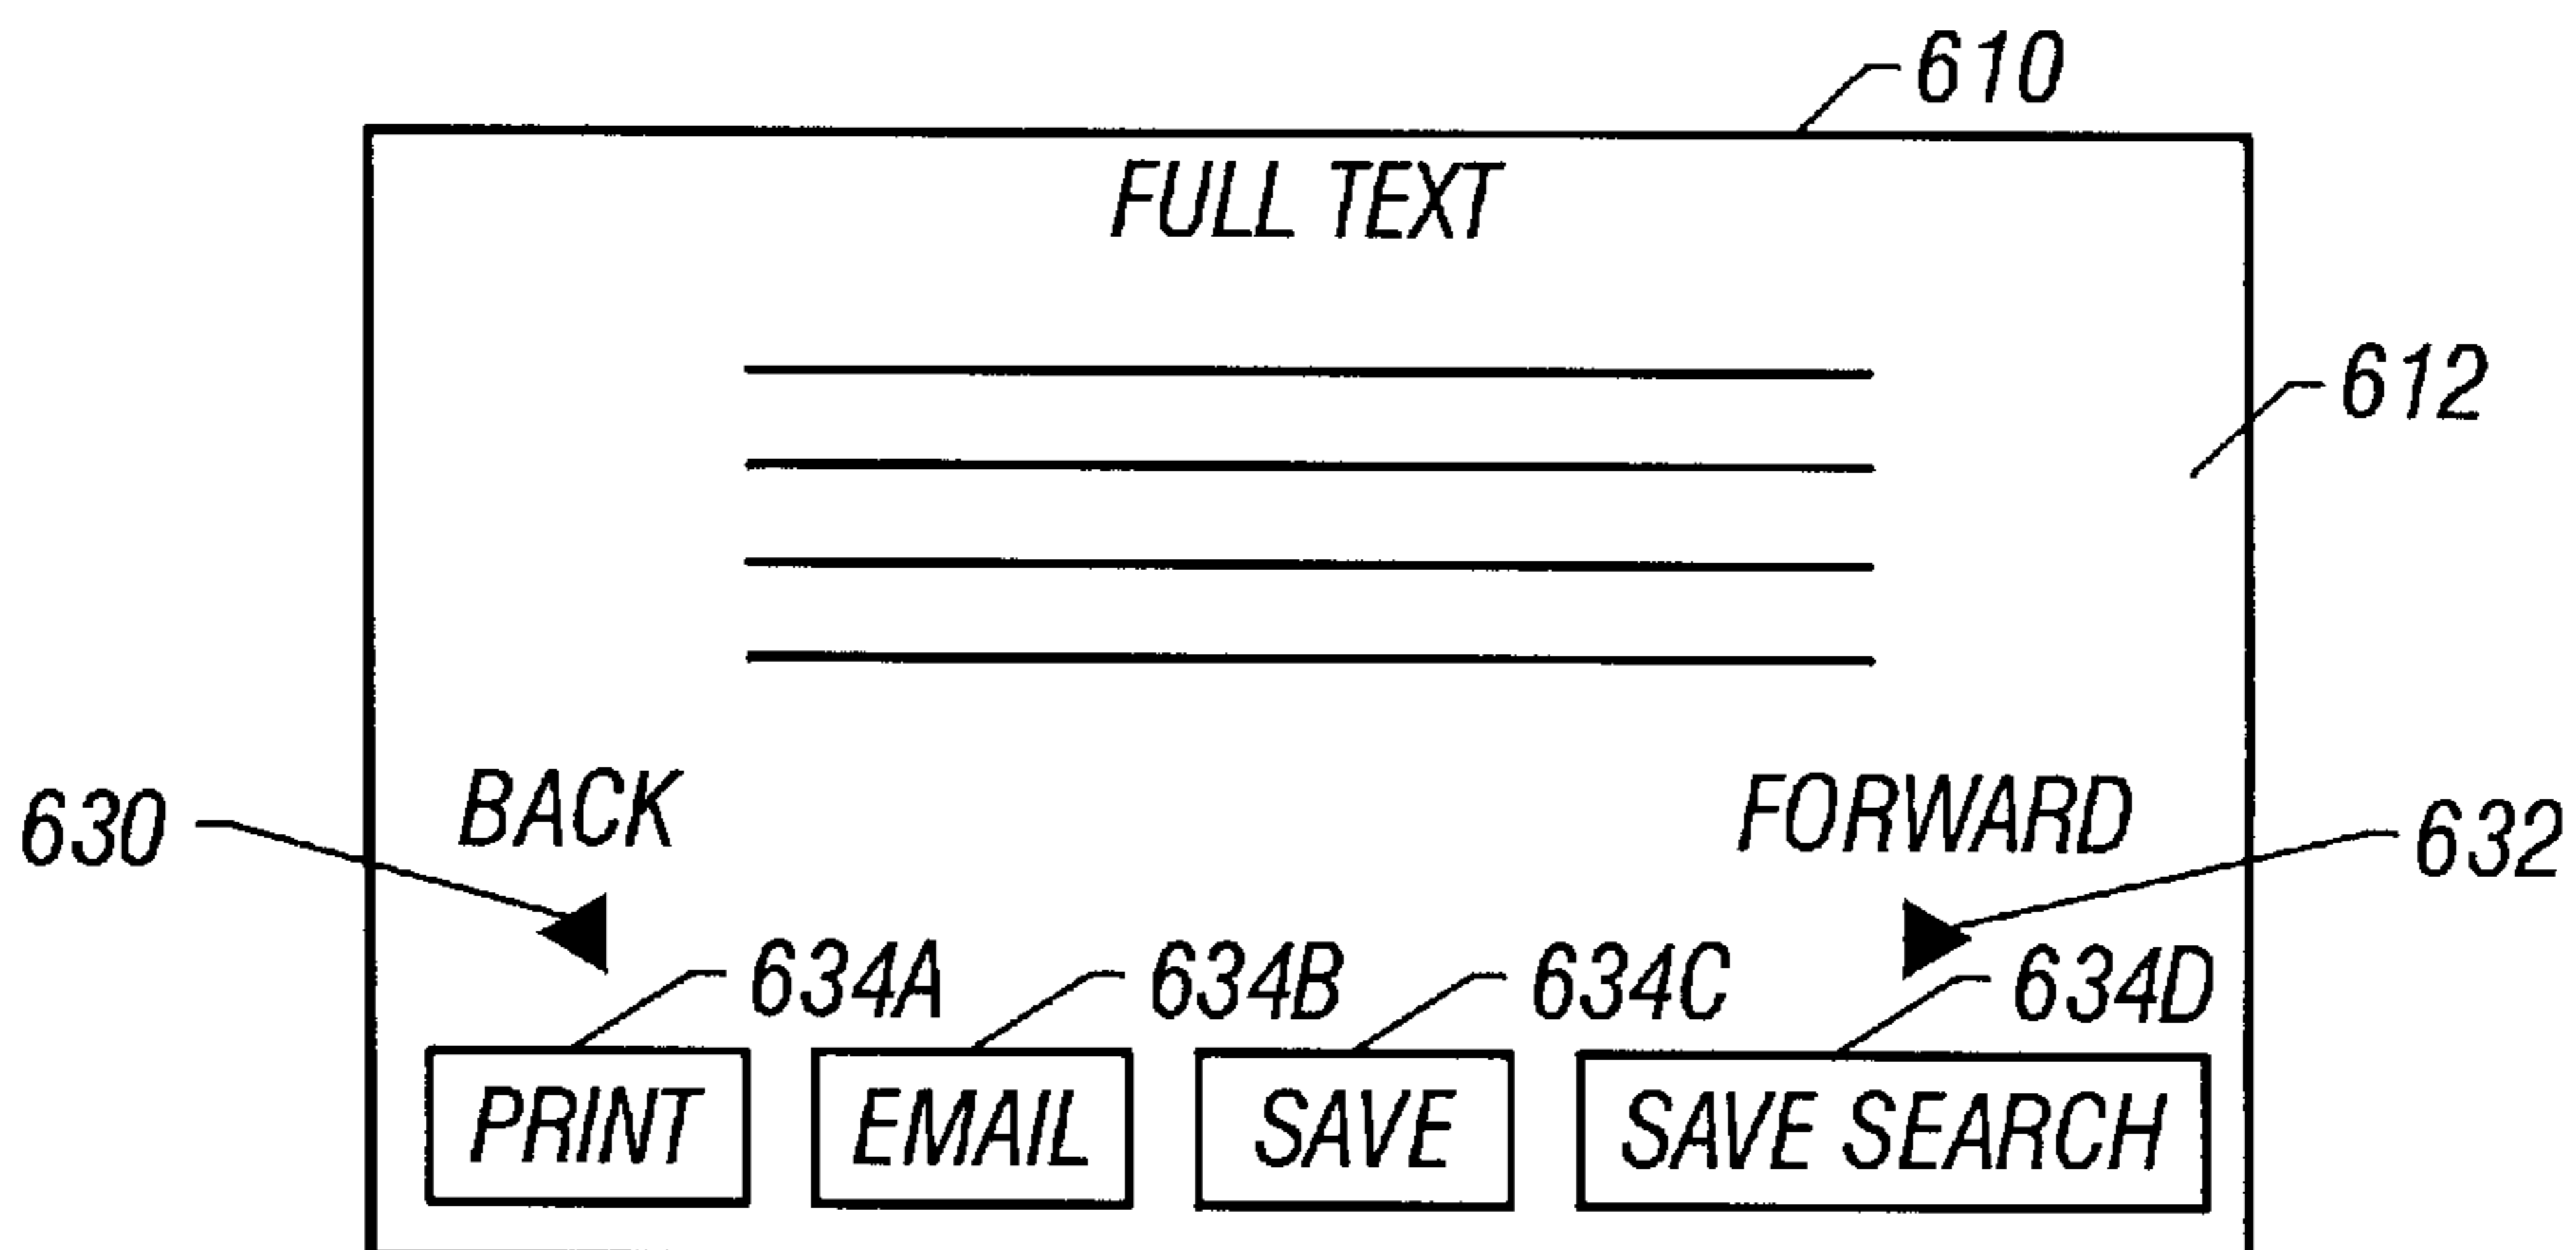 610
FULL TEXT
612
BACK FORWARD
630 632
634A 634B 634C 634D
PRINT EMAIL SAVE SAVE SEARCH